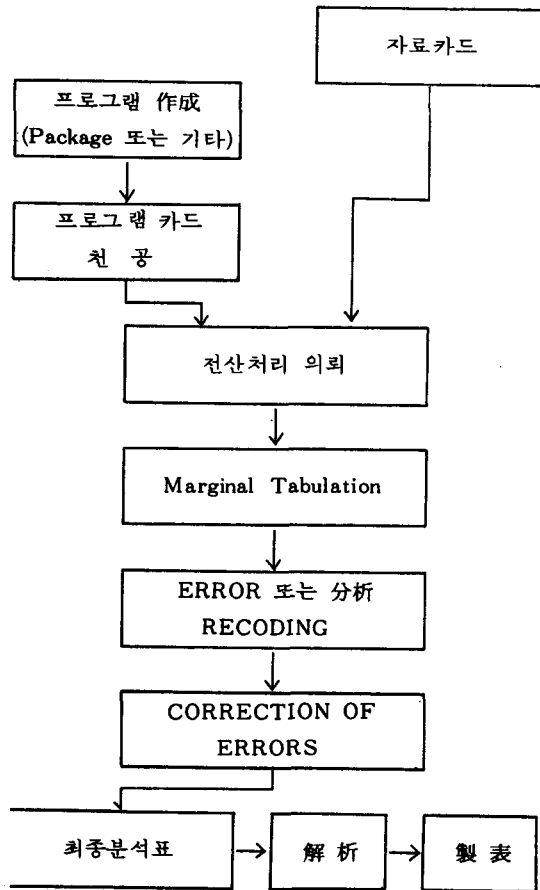 자료카드
프로그램 作成
(Package 또는 기타)
프로그램 카드
천 공
전산처리 의뢰
Marginal Tabulation
ERROR 또는 分析
RECODING
CORRECTION OF
ERRORS
최종분석표
解析
製表